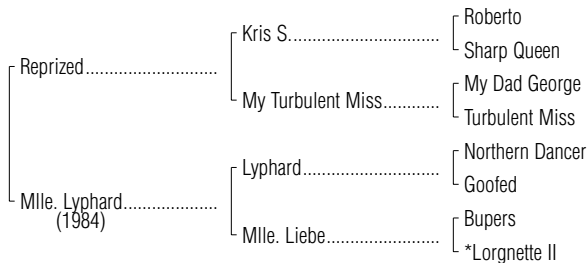 Roberto
Kris S.
Sharp Queen
Reprized
My Dad George
My Turbulent Miss
Turbulent Miss
Northern Dancer
Lyphard
Goofed
Mlle. Lyphard
(1984)
Bupers
Mlle. Liebe
*Lorgnette II